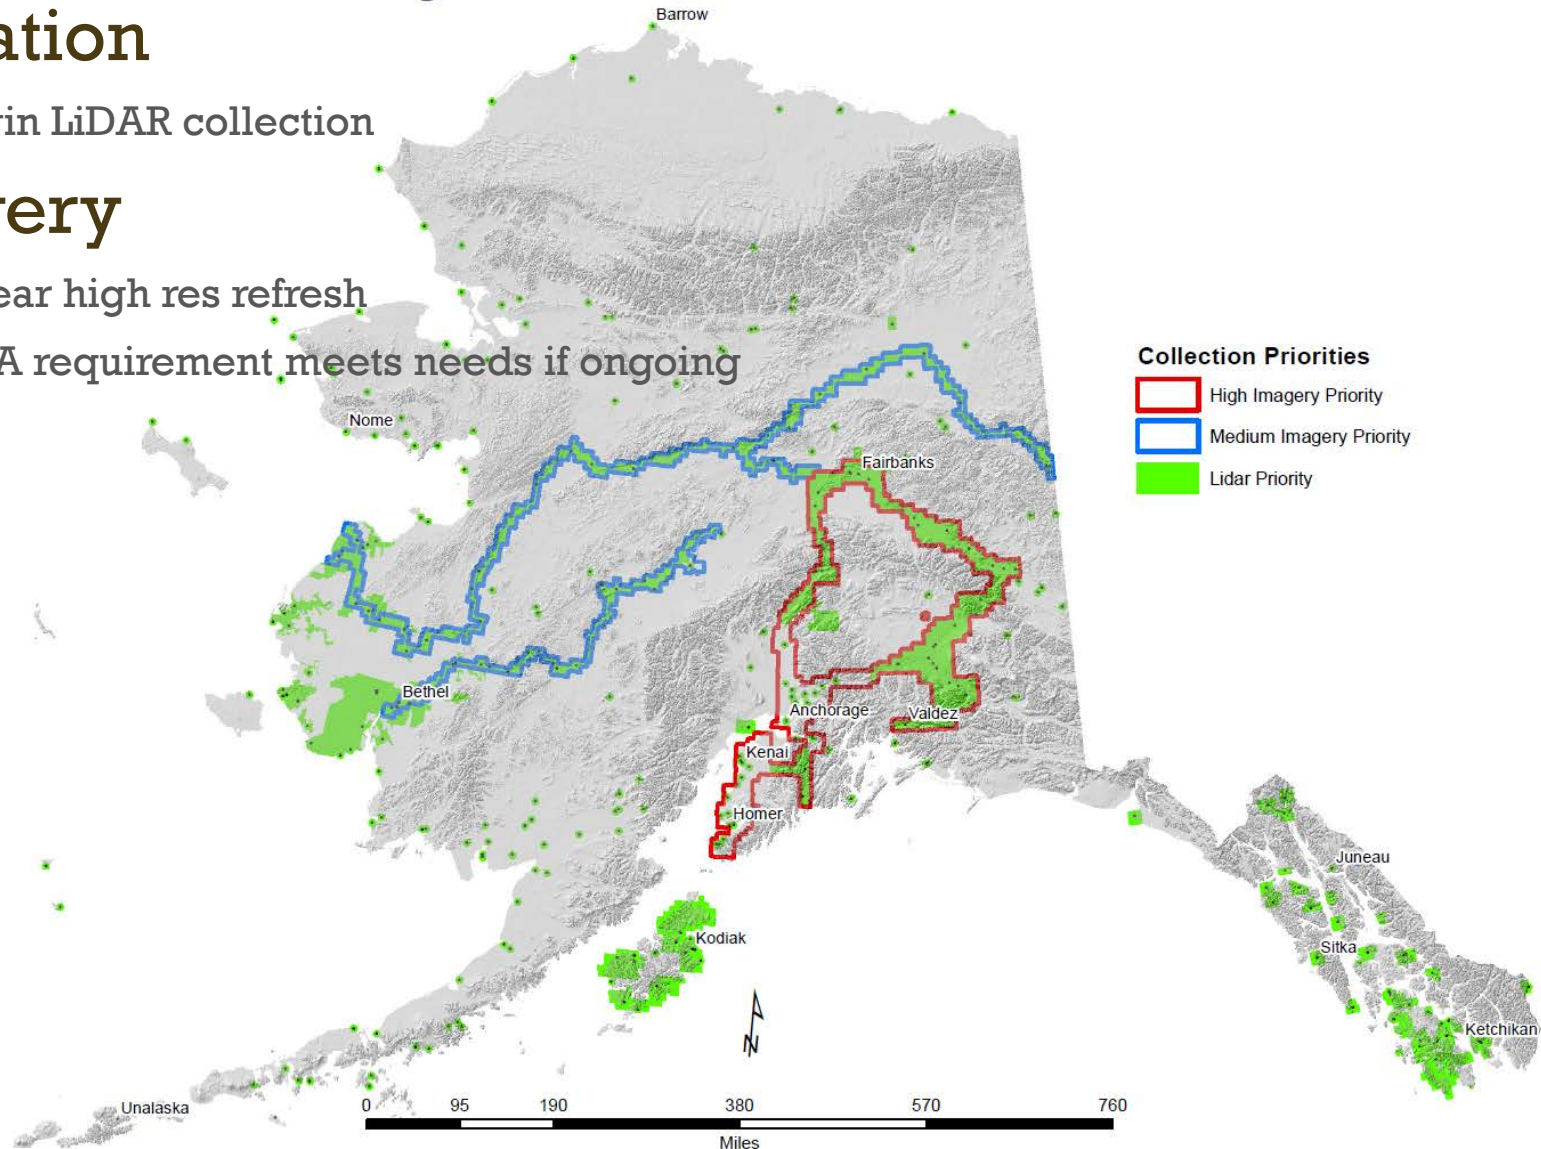 ation
in LiDAR collection
ery
ear high res refresh
A requirement meets needs if ongoing
Barrow
Nome
Fairbanks
Bethel
Anchorage
Valdez
Kenai
Homer
Kodiak
Juneau
Sitka
Ketchikan
Unalaska
Collection Priorities
High Imagery Priority
Medium Imagery Priority
Lidar Priority
N
0 95 190 380 570 760
Miles